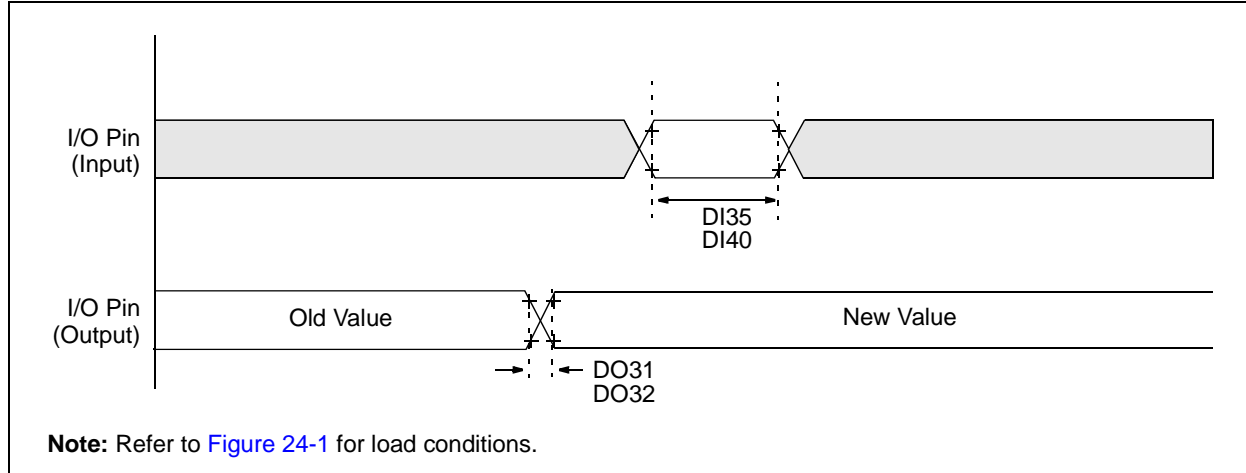 I/O Pin
(Input)
DI35
DI40
I/O Pin
(Output)
Old Value
New Value
DO31
DO32
Note: Refer to Figure 24-1 for load conditions.